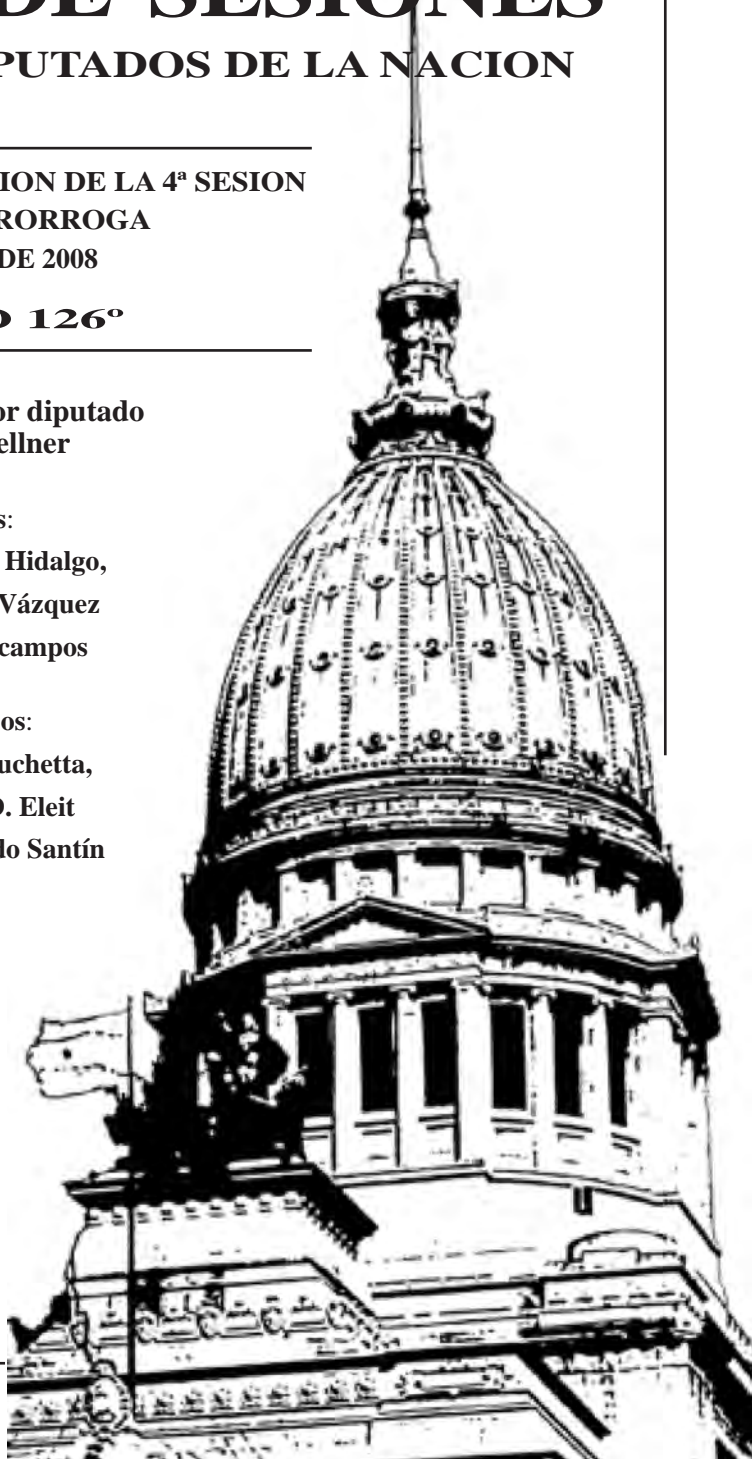 DE SESIONES
PUTADOS DE LA NACION
ION DE LA 4ª SESION
RORROGA
DE 2008
O 126º
or diputado
ellner
s:
Hidalgo,
Vázquez
campos
os:
uchetta,
D. Eleit
do Santín